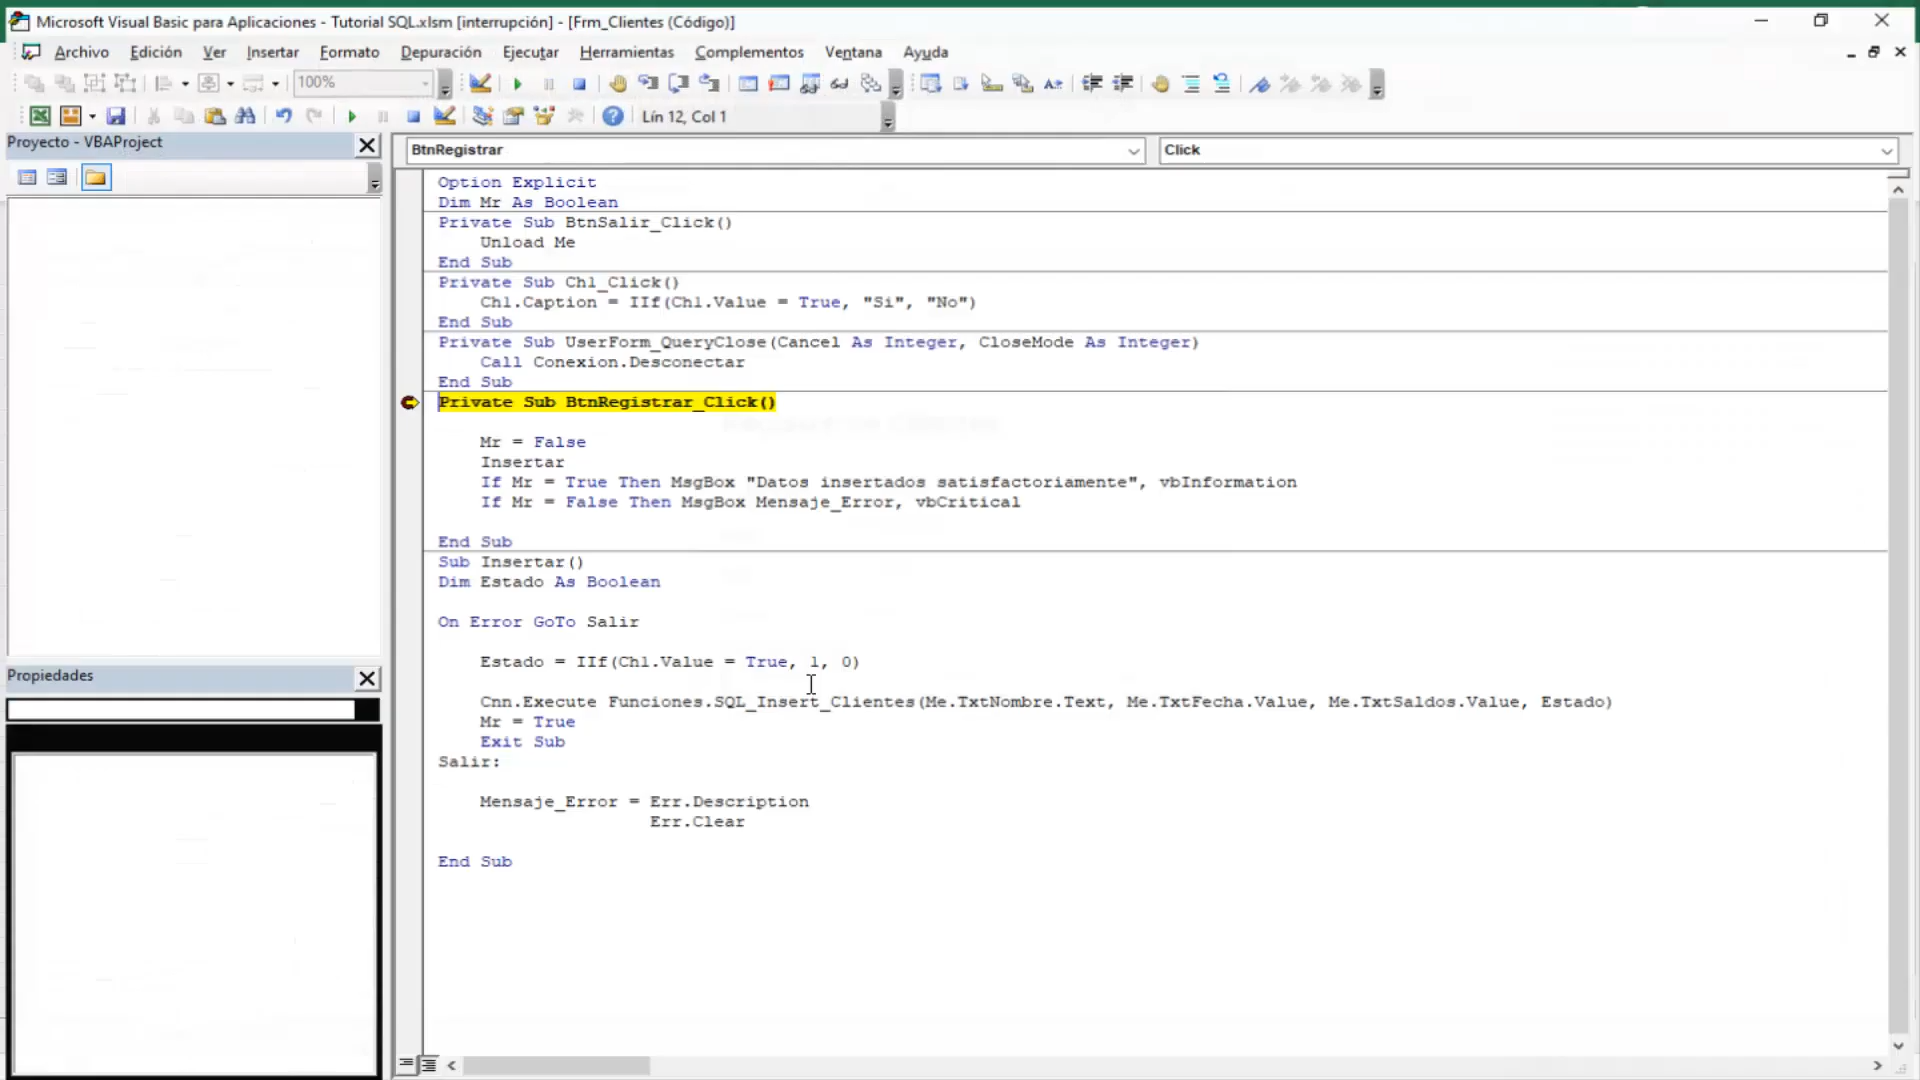 Microsoft Visual Basic para Aplicaciones - Tutorial SQL.xlsm [interrupción] - [Frm_Clientes (Código)]
Archivo Edición Ver Insertar Formato Depuración Ejecutar Herramientas Complementos Ventana Ayuda
100%
Lín 12, Col 1
Proyecto - VBAProject
Propiedades
BtnRegistrar Click
Option Explicit
Dim Mr As Boolean
Private Sub BtnSalir_Click()
Unload Me
End Sub
Private Sub Ch1_Click()
Ch1.Caption = IIf(Ch1.Value = True, "Si", "No")
End Sub
Private Sub UserForm_QueryClose(Cancel As Integer, CloseMode As Integer)
Call Conexion.Desconectar
End Sub
Private Sub BtnRegistrar_Click()
Mr = False
Insertar
If Mr = True Then MsgBox "Datos insertados satisfactoriamente", vbInformation
If Mr = False Then MsgBox Mensaje_Error, vbCritical
End Sub
Sub Insertar()
Dim Estado As Boolean
On Error GoTo Salir
Estado = IIf(Ch1.Value = True, 1, 0)
Cnn.Execute Funciones.SQL_Insert_Clientes(Me.TxtNombre.Text, Me.TxtFecha.Value, Me.TxtSaldos.Value, Estado)
Mr = True
Exit Sub
Salir:
Mensaje_Error = Err.Description
Err.Clear
End Sub